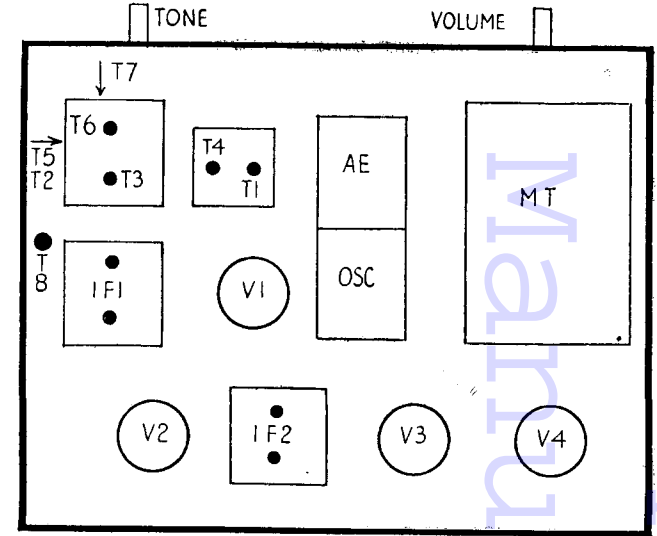 TONE
VOLUME
T7
T6
T5
T2
T3
T4
T1
AE
MT
T
8
IF1
V1
OSC
V2
IF2
V3
V4
Manu